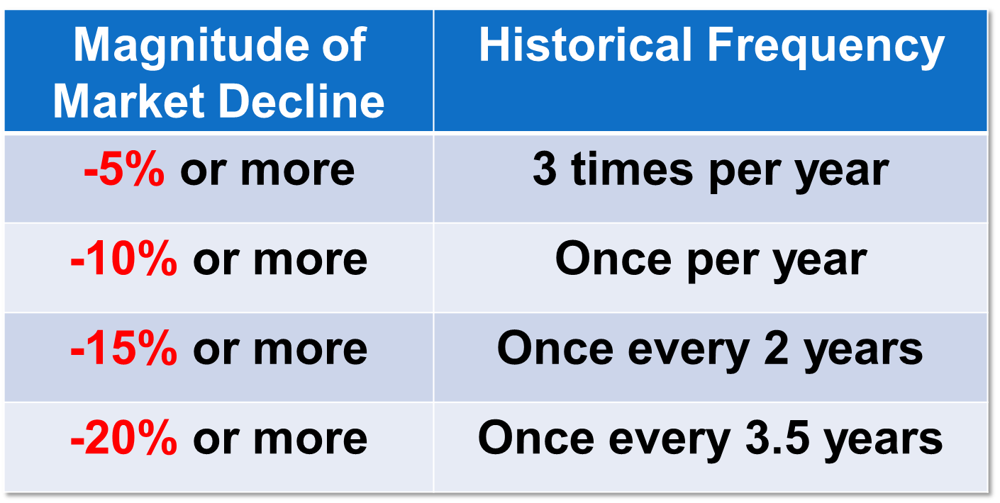 Magnitude of
Market Decline
Historical Frequency
-5% or more
3 times per year
-10% or more
Once per year
-15% or more
Once every 2 years
-20% or more
Once every 3.5 years